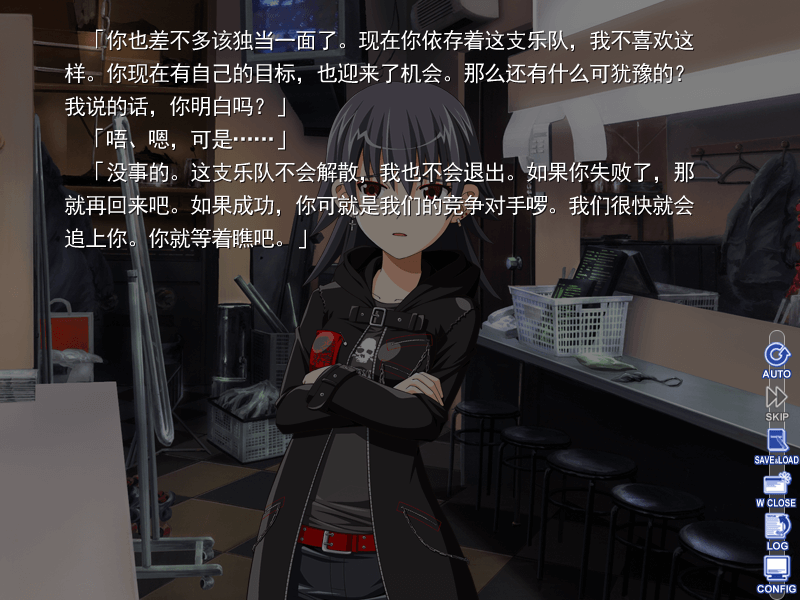 「你也差不多该独当一面了。现在你依存着这支乐队，我不喜欢这
样。你现在有自己的目标，也迎来了机会。那么还有什么可犹豫的？
我说的话，你明白吗？」
「唔、嗯，可是……」
「没事的。这支乐队不会解散，我也不会退出。如果你失败了，那
就再回来吧。如果成功，你可就是我们的竞争对手啰。我们很快就会
追上你。你就等着瞧吧。」
AUTO
SKIP
SAVE&LOAD
W CLOSE
LOG
CONFIG